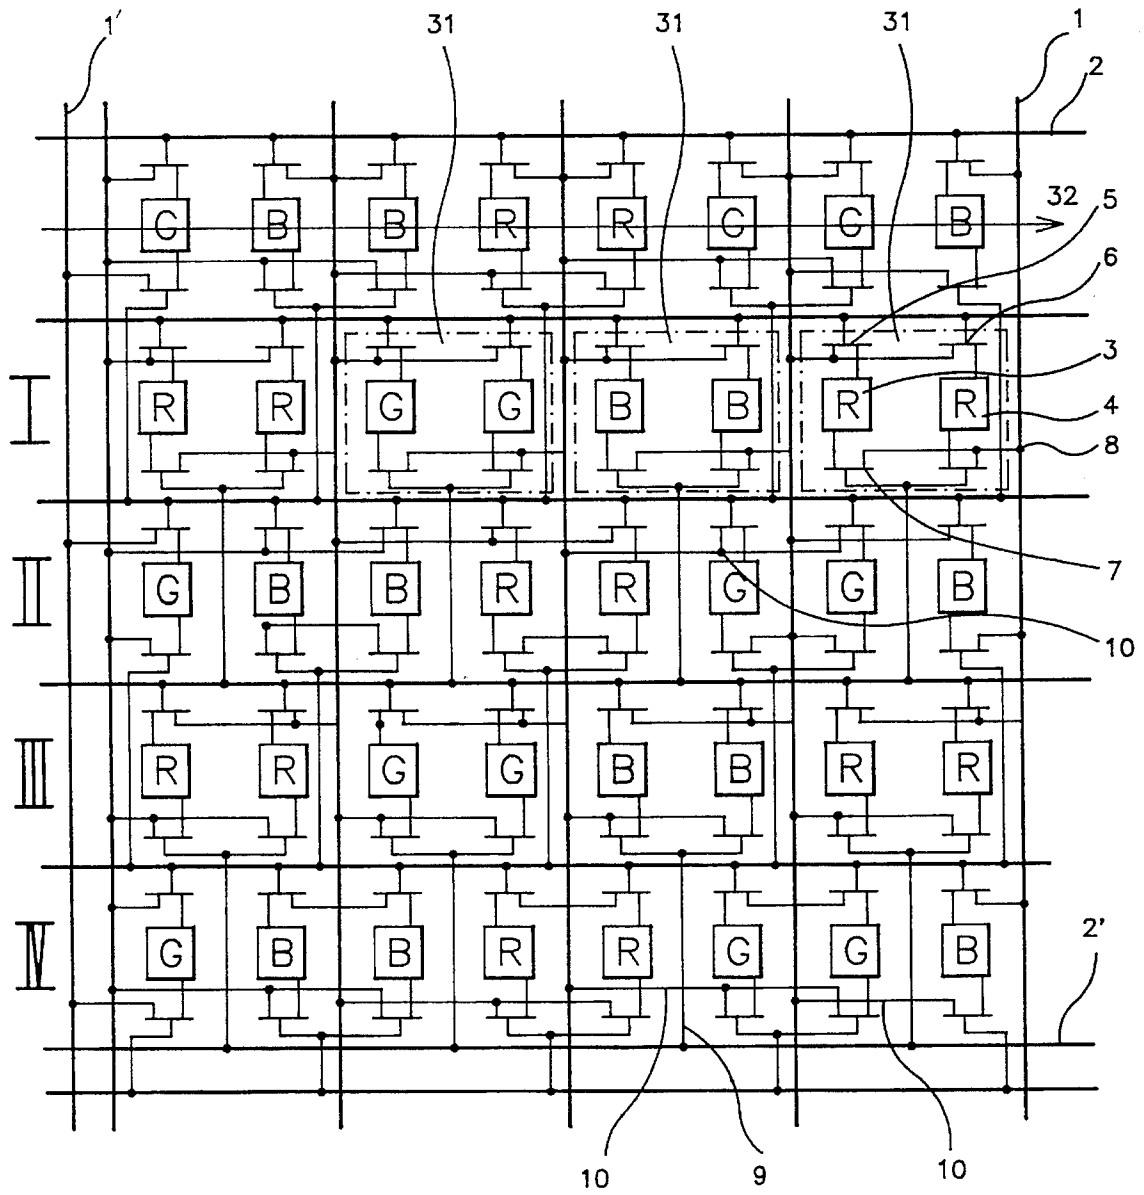 1' 31 31 31 1
2
G B B R R G G B 32 5
6
I R R G G B B R R 3
4
8
II G B B R R G G B 7
10
III R R G G B B R R
IV G B B R R G G B 2'
10 9 10